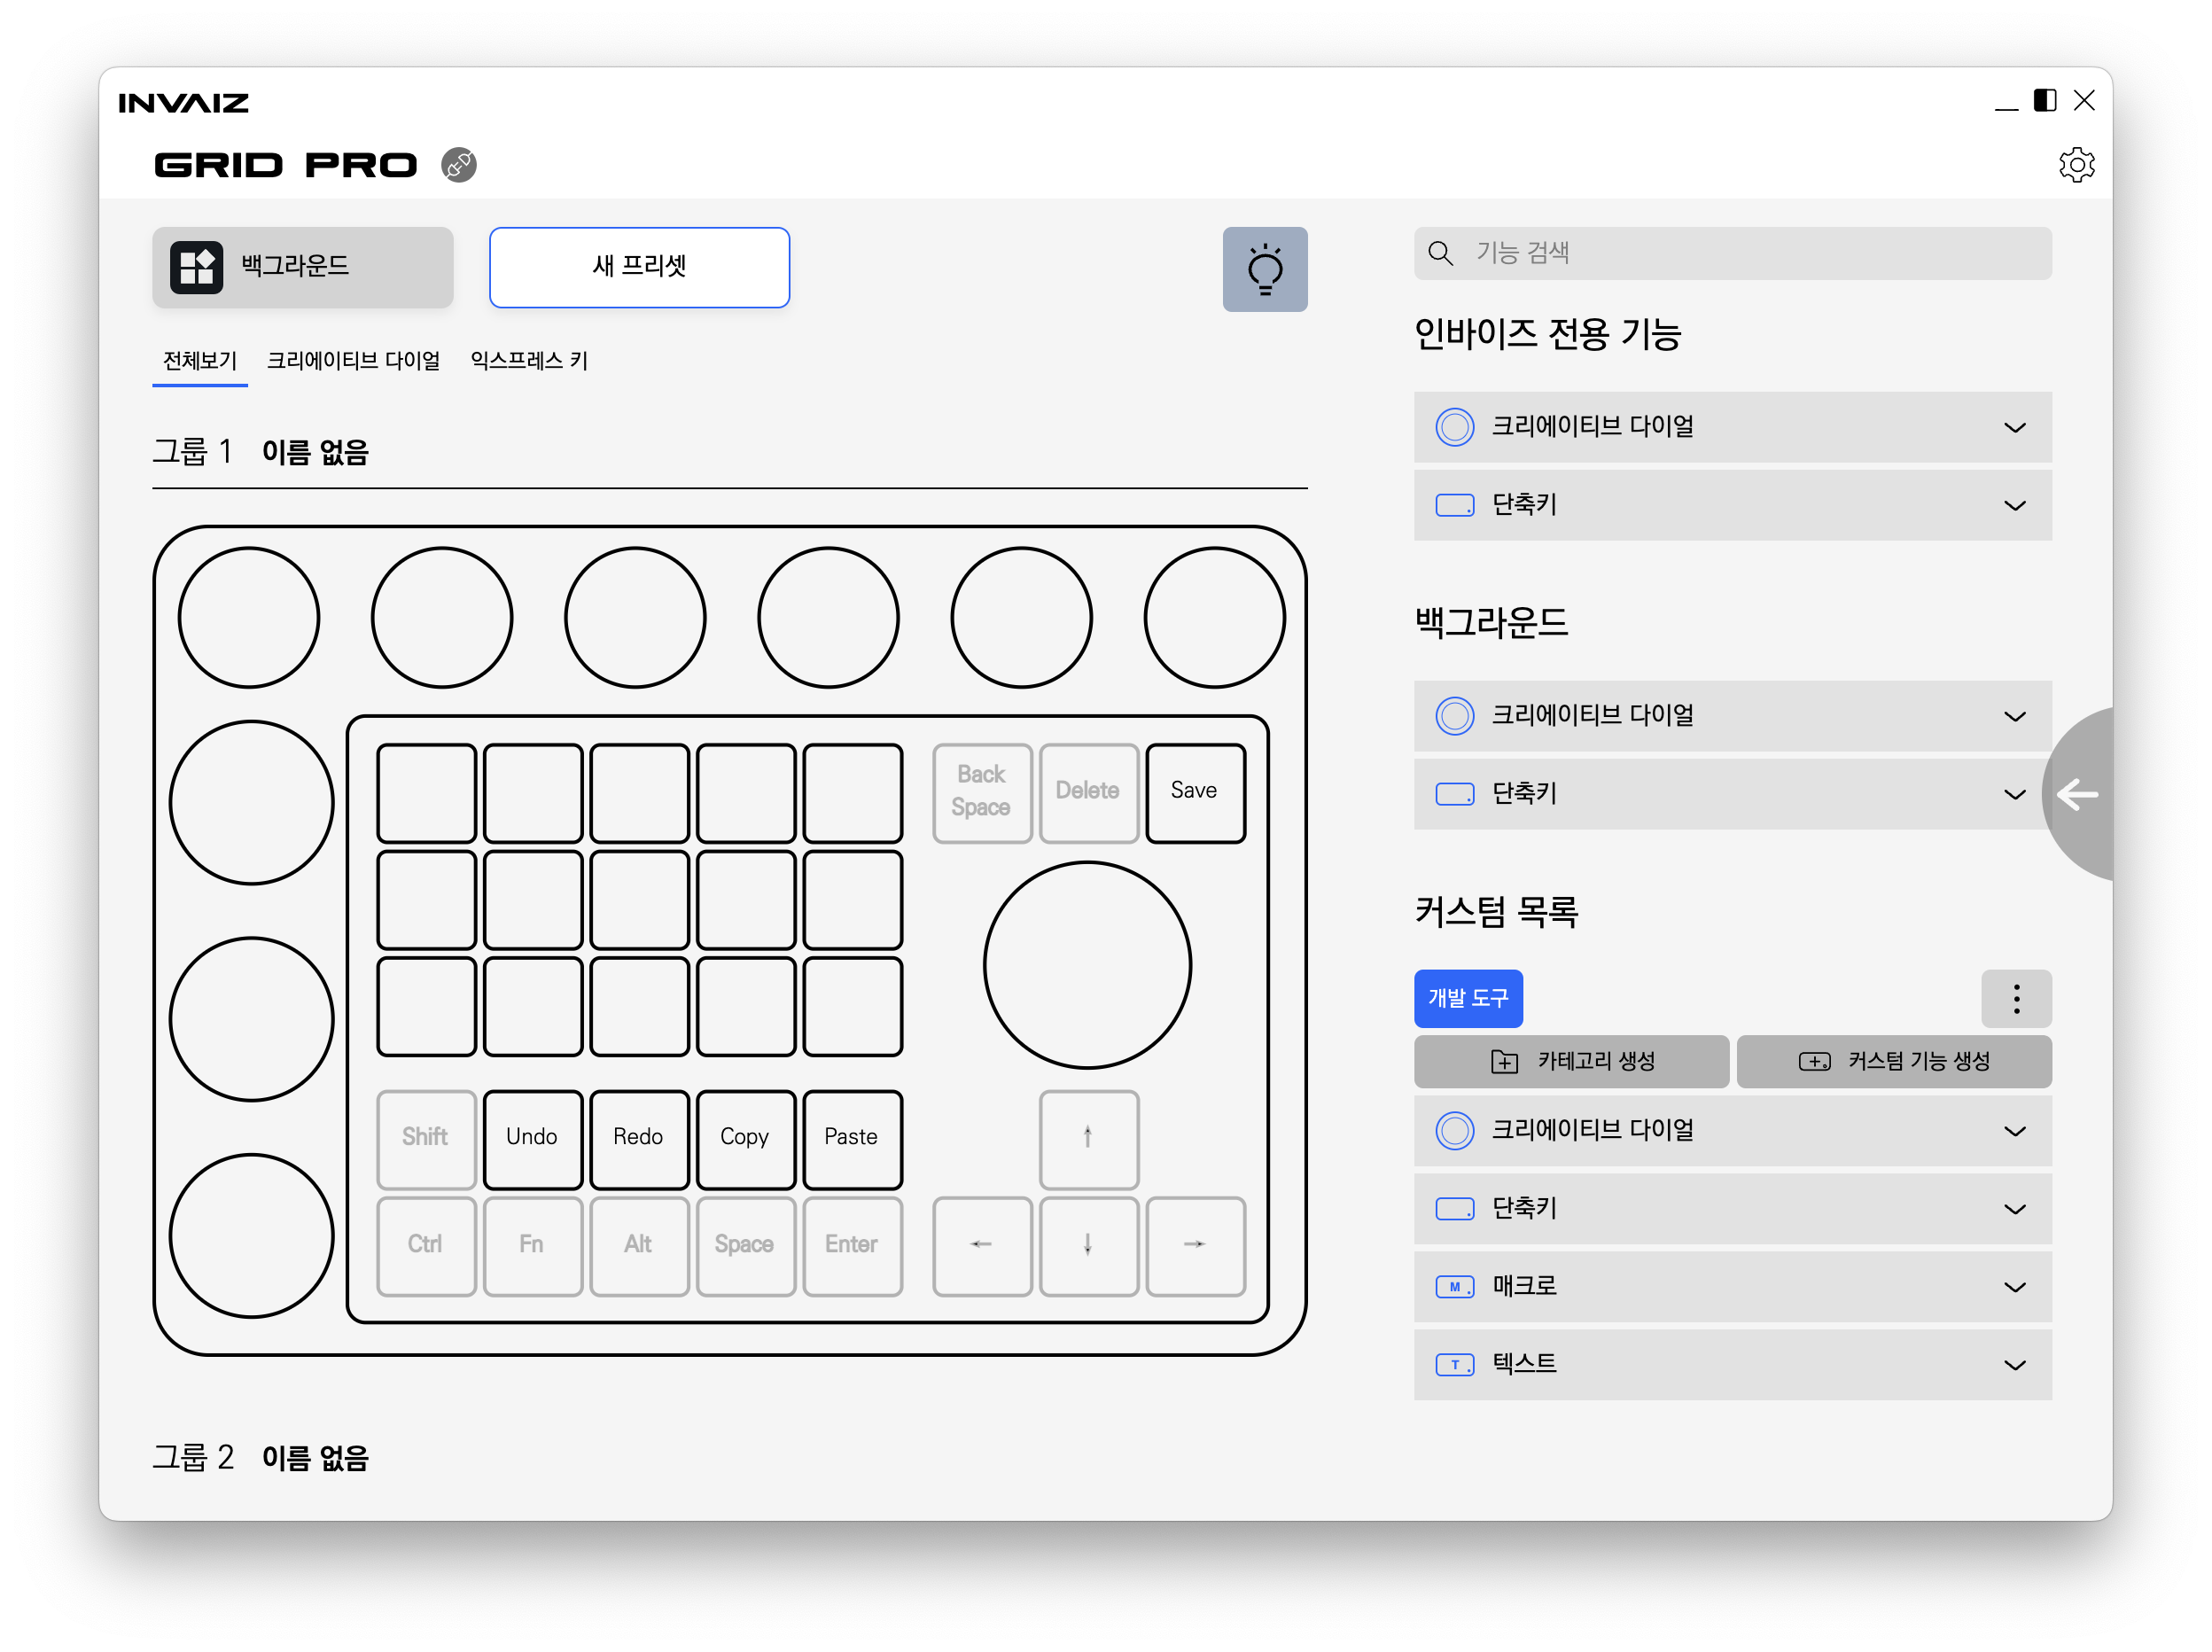 INVAIZ
GRID PRO
백그라운드
새 프리셋
전체보기 크리에이티브 다이얼 익스프레스 키
그룹 1 이름 없음
Back
Space
Delete
Save
Shift Undo Redo Copy Paste ↑
Ctrl Fn Alt Space Enter ← ↓ →
그룹 2 이름 없음
기능 검색
인바이즈 전용 기능
크리에이티브 다이얼
단축키
백그라운드
크리에이티브 다이얼
단축키
커스텀 목록
개발 도구
카테고리 생성 커스텀 기능 생성
크리에이티브 다이얼
단축키
M 매크로
T 텍스트